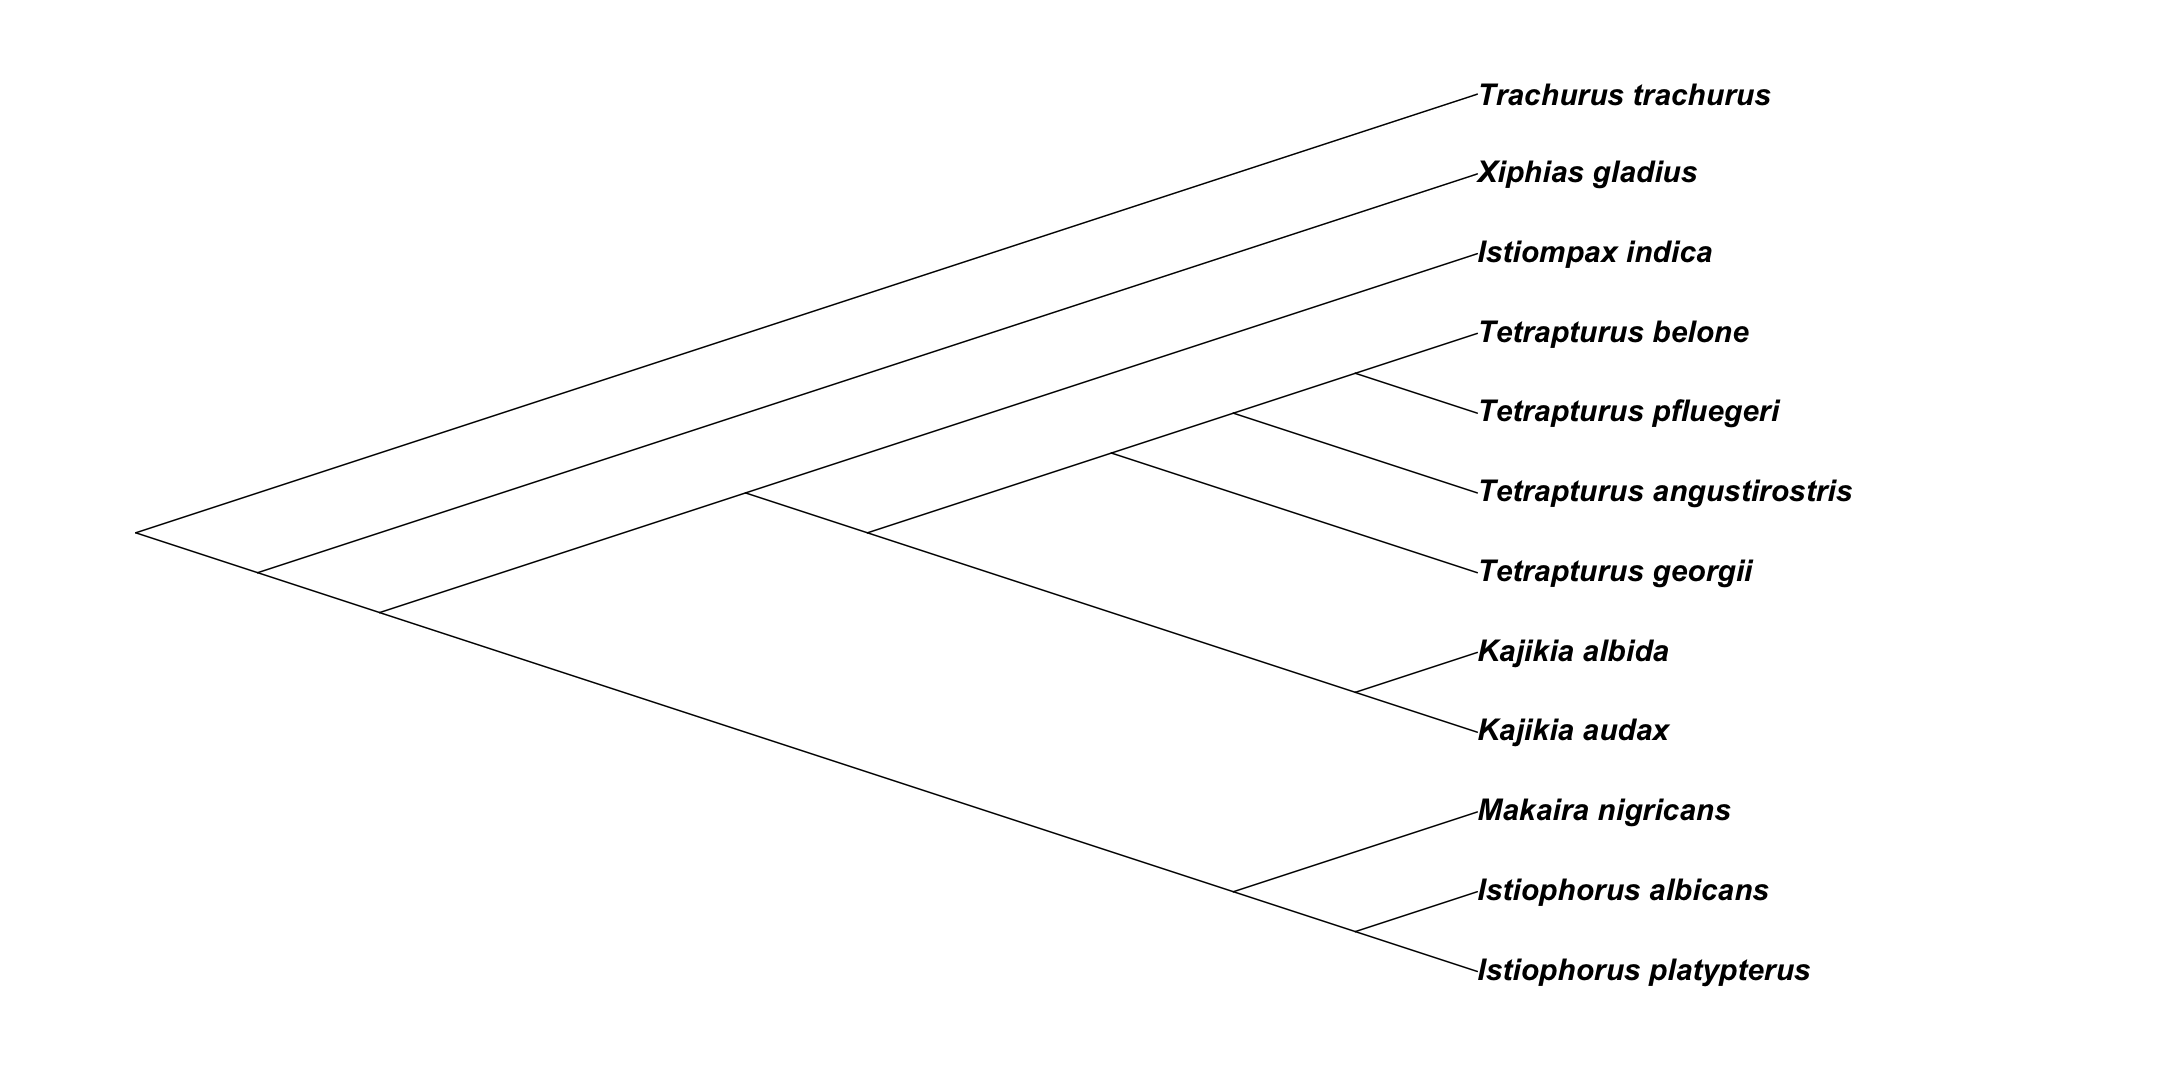 Trachurus trachurus
Xiphias gladius
Istiompax indica
Tetrapturus belone
Tetrapturus pfluegeri
Tetrapturus angustirostris
Tetrapturus georgii
Kajikia albida
Kajikia audax
Makaira nigricans
Istiophorus albicans
Istiophorus platypterus